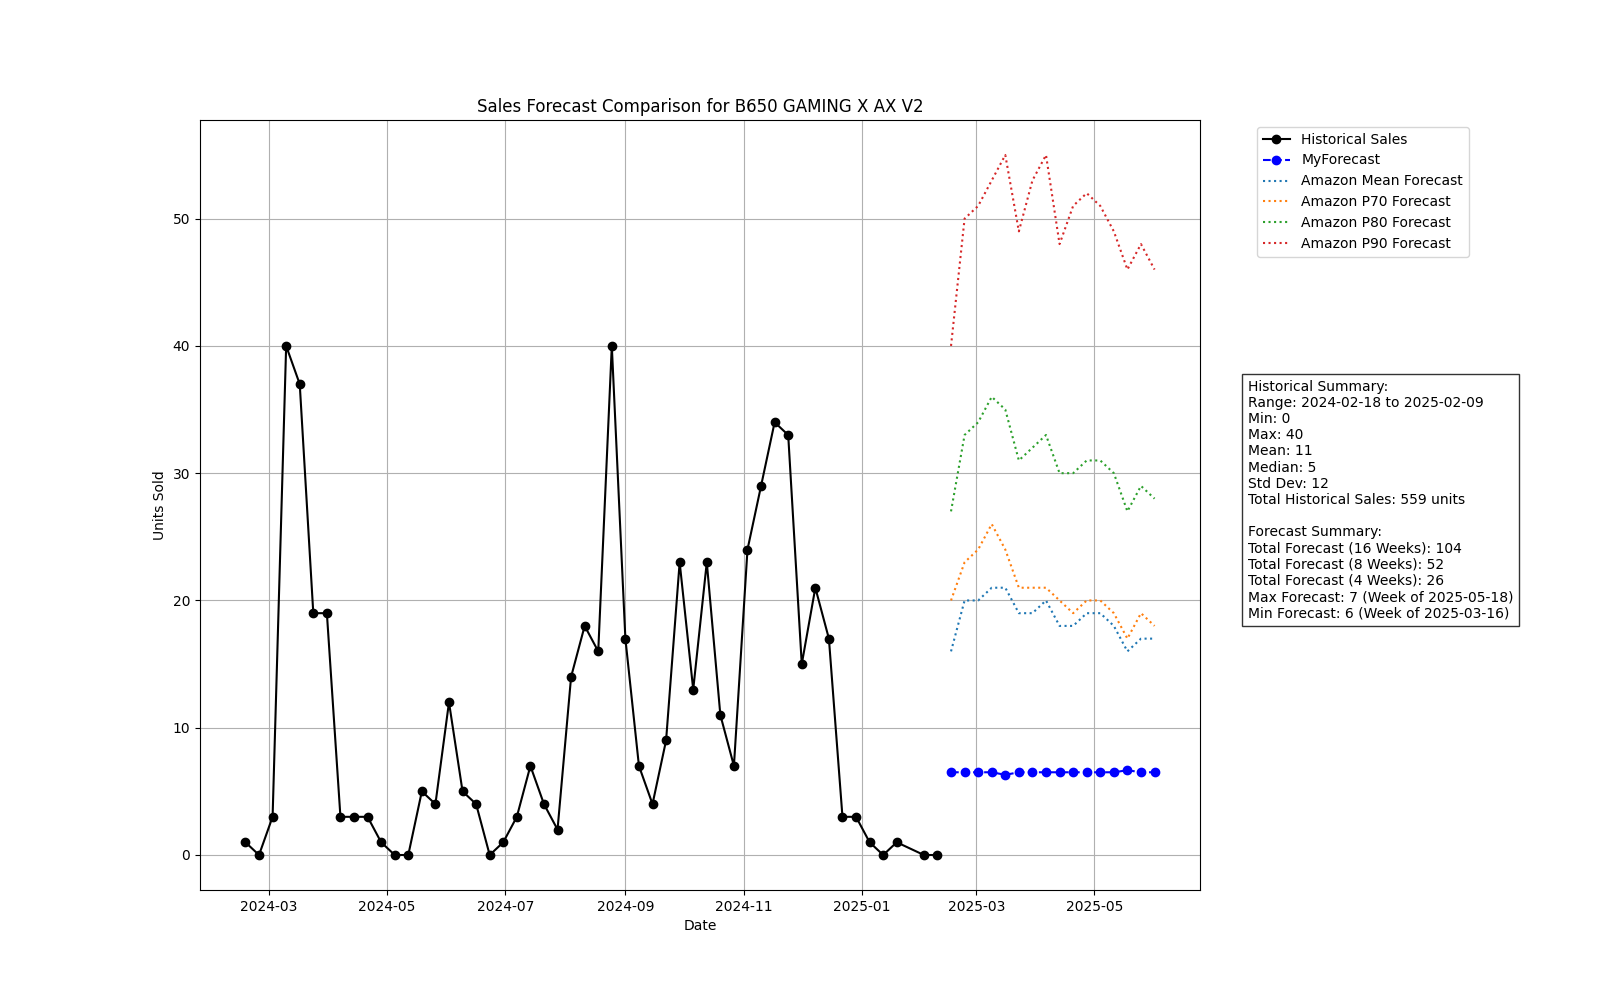 Sales Forecast Comparison for B650 GAMING X AX V2
Units Sold
50
40
30
20
10
0
2024-03
2024-05
2024-07
2024-09
2024-11
2025-01
2025-03
2025-05
Date
Historical Sales
MyForecast
Amazon Mean Forecast
Amazon P70 Forecast
Amazon P80 Forecast
Amazon P90 Forecast
Historical Summary:
Range: 2024-02-18 to 2025-02-09
Min: 0
Max: 40
Mean: 11
Median: 5
Std Dev: 12
Total Historical Sales: 559 units
Forecast Summary:
Total Forecast (16 Weeks): 104
Total Forecast (8 Weeks): 52
Total Forecast (4 Weeks): 26
Max Forecast: 7 (Week of 2025-05-18)
Min Forecast: 6 (Week of 2025-03-16)